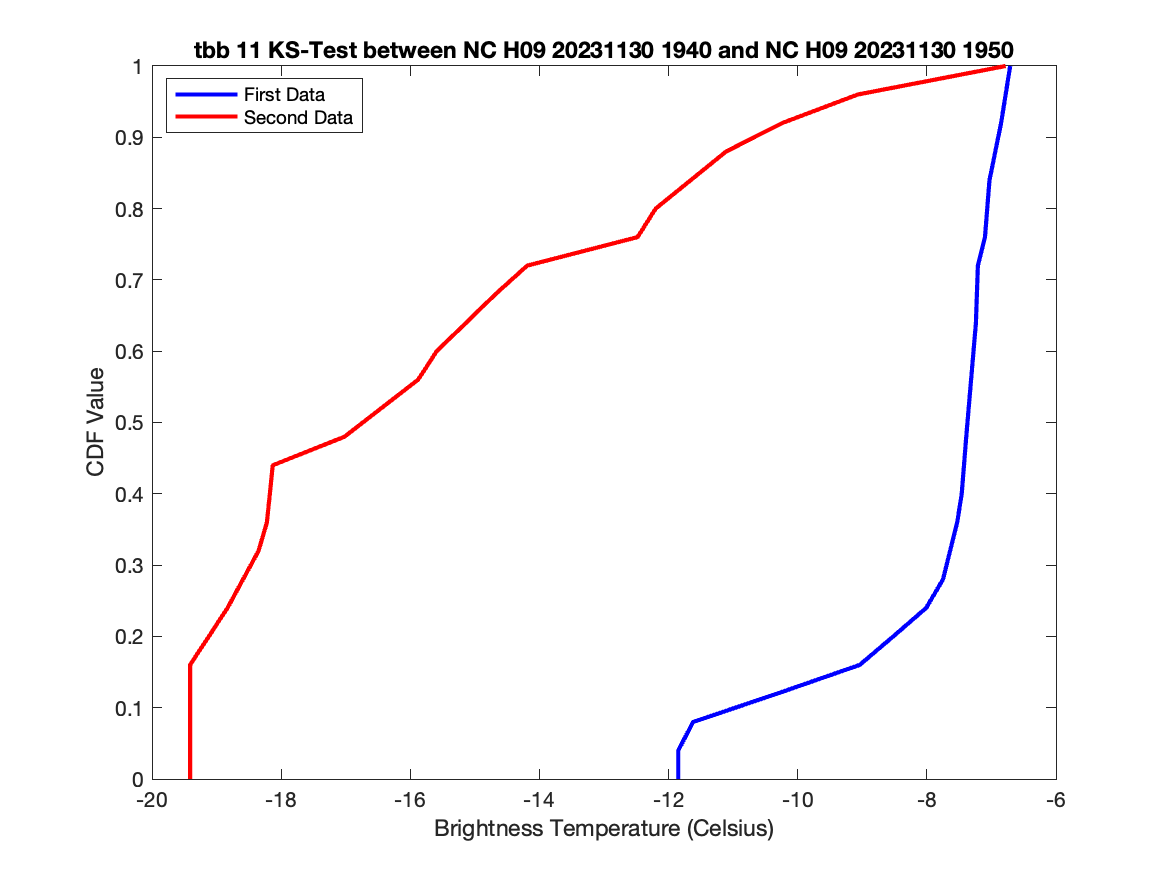 tbb 11 KS-Test between NC H09 20231130 1940 and NC H09 20231130 1950
First Data
Second Data
1
0.9
0.8
0.7
0.6
0.5
0.4
0.3
0.2
0.1
0
CDF Value
-20 -18 -16 -14 -12 -10 -8 -6
Brightness Temperature (Celsius)